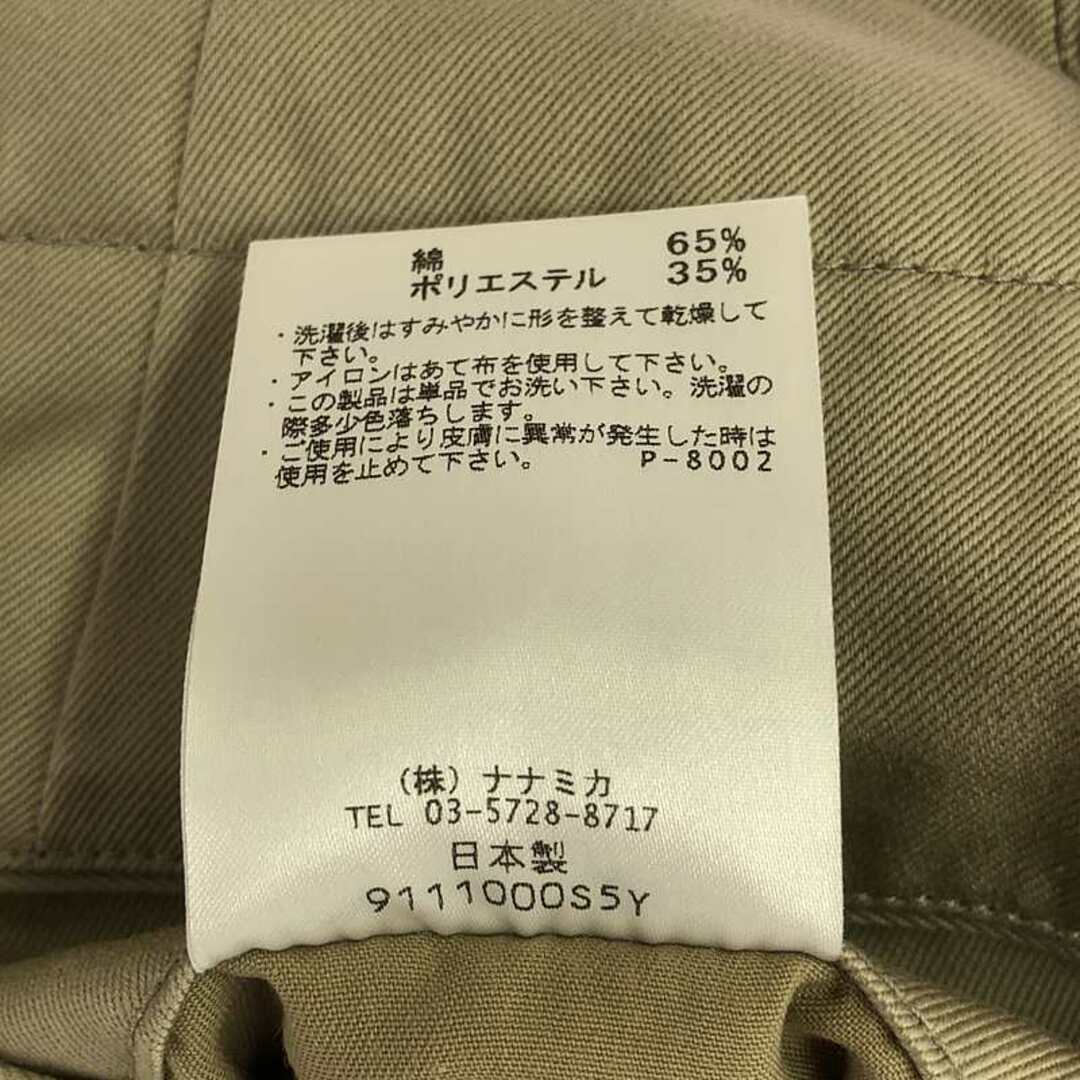 綿 65%
ポリエステル 35%
・洗濯後はすみやかに形を整えて乾燥して
下さい。
・アイロンはあて布を使用して下さい。
・この製品は単品でお洗い下さい。洗濯の
際多少色落ちします。
・ご使用により皮膚に異常が発生した時は
使用を止めて下さい。 P-8002
(株)ナナミカ
TEL 03-5728-8717
日本製
9111000S5Y